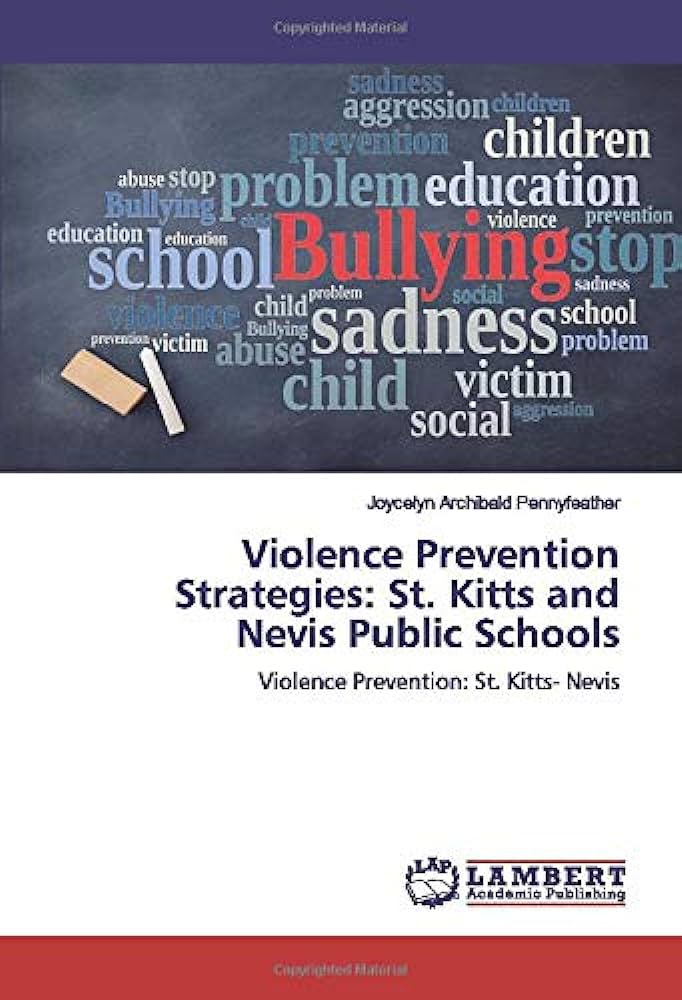 Copyrighted Material
sadness
aggression children
prevention children
abuse stop problem education
Bullying child violence prevention
education education Bullying stop
school sadness
violence child problem social school
prevention victim Bullying sadness problem
abuse
child victim
social aggression
Joycelyn Archibald Pennyfeather
Violence Prevention
Strategies: St. Kitts and
Nevis Public Schools
Violence Prevention: St. Kitts- Nevis
LAP
LAMBERT
Academic Publishing
Copyrighted Material